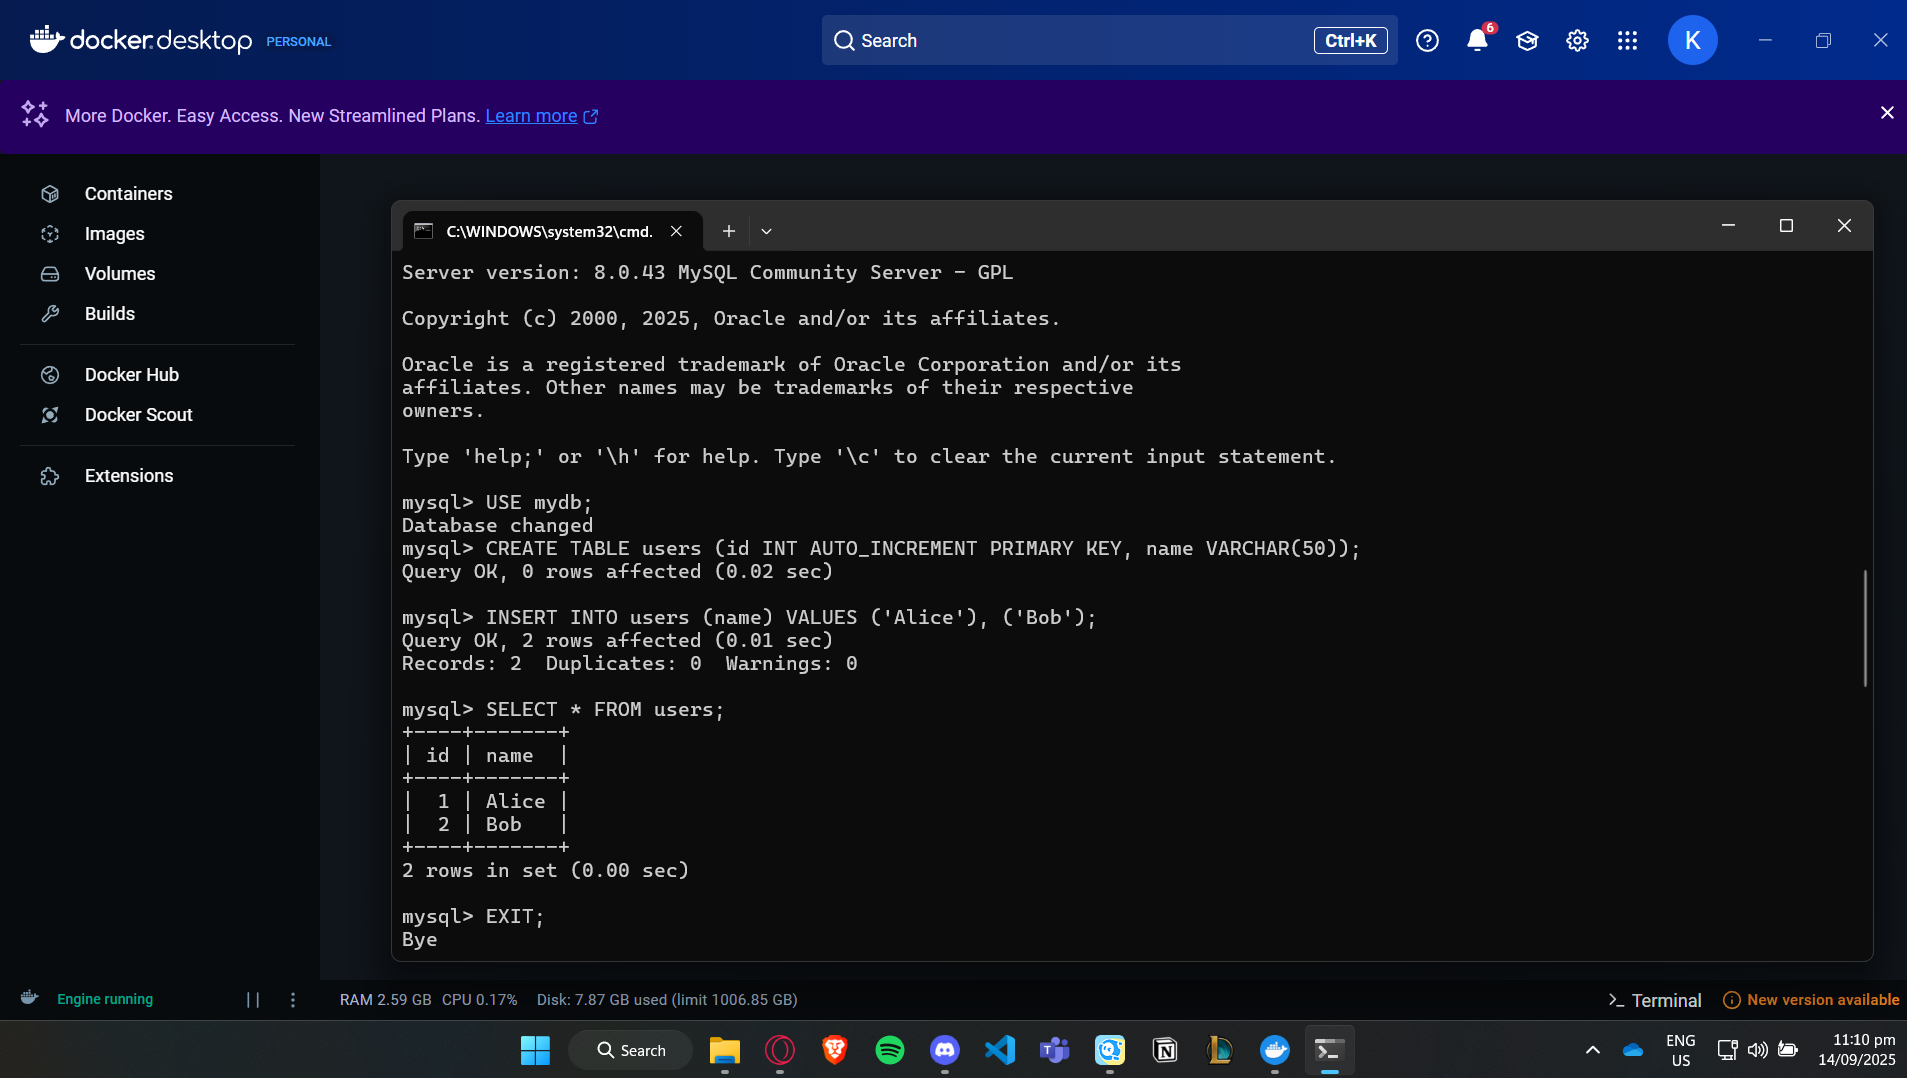 docker.desktop PERSONAL
Search Ctrl+K
6
K
More Docker. Easy Access. New Streamlined Plans. Learn more
Containers
Images
Volumes
Builds
Docker Hub
Docker Scout
Extensions
C:\WINDOWS\system32\cmd.
Server version: 8.0.43 MySQL Community Server - GPL
Copyright (c) 2000, 2025, Oracle and/or its affiliates.
Oracle is a registered trademark of Oracle Corporation and/or its
affiliates. Other names may be trademarks of their respective
owners.
Type 'help;' or '\h' for help. Type '\c' to clear the current input statement.
mysql> USE mydb;
Database changed
mysql> CREATE TABLE users (id INT AUTO_INCREMENT PRIMARY KEY, name VARCHAR(50));
Query OK, 0 rows affected (0.02 sec)
mysql> INSERT INTO users (name) VALUES ('Alice'), ('Bob');
Query OK, 2 rows affected (0.01 sec)
Records: 2  Duplicates: 0  Warnings: 0
mysql> SELECT * FROM users;
+----+-------+
| id | name  |
+----+-------+
|  1 | Alice |
|  2 | Bob   |
+----+-------+
2 rows in set (0.00 sec)
mysql> EXIT;
Bye
Engine running
RAM 2.59 GB CPU 0.17% Disk: 7.87 GB used (limit 1006.85 GB)
Terminal
New version available
Search
ENG
US
11:10 pm
14/09/2025